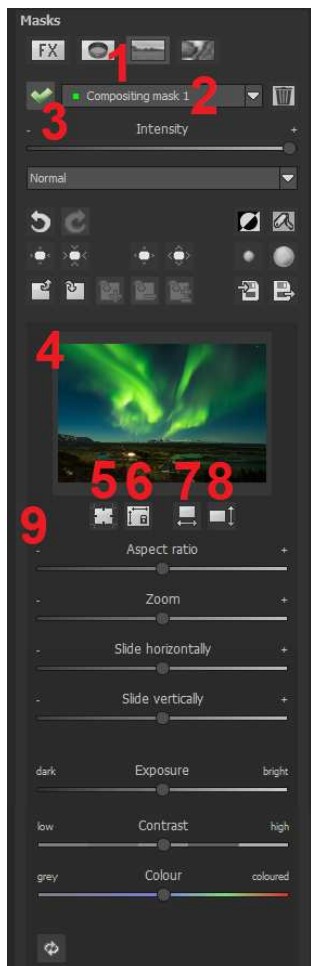 Masks
FX
1
Compositing mask 1
2
3
- Intensity +
Normal
4
5 6 7 8
9
- Aspect ratio +
- Zoom +
- Slide horizontally +
- Slide vertically +
dark Exposure bright
low Contrast high
grey Colour coloured